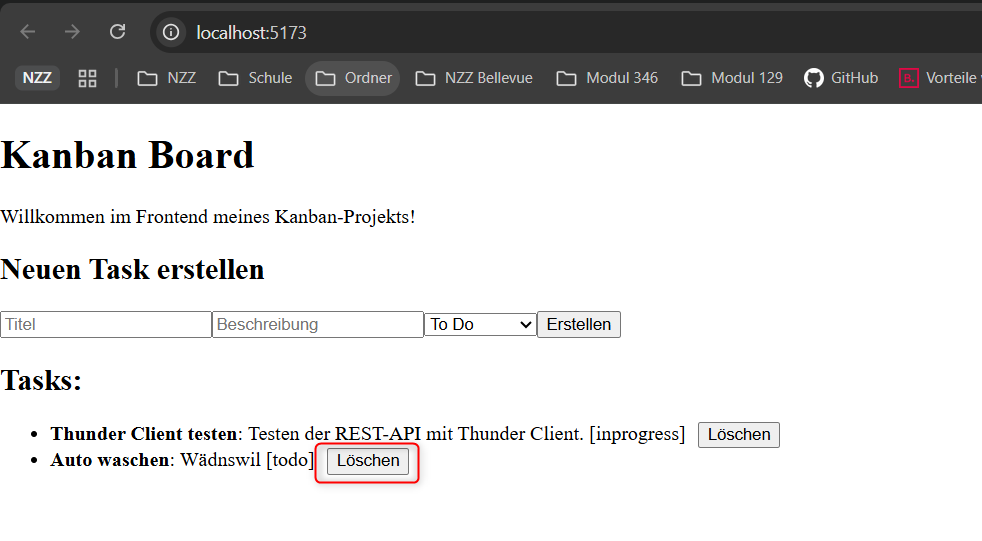 localhost:5173
NZZ NZZ Schule Ordner NZZ Bellevue Modul 346 Modul 129 GitHub B. Vorteile
Kanban Board
Willkommen im Frontend meines Kanban-Projekts!
Neuen Task erstellen
Titel Beschreibung To Do Erstellen
Tasks:
• Thunder Client testen: Testen der REST-API mit Thunder Client. [inprogress] Löschen
• Auto waschen: Wädnswil [todo] Löschen